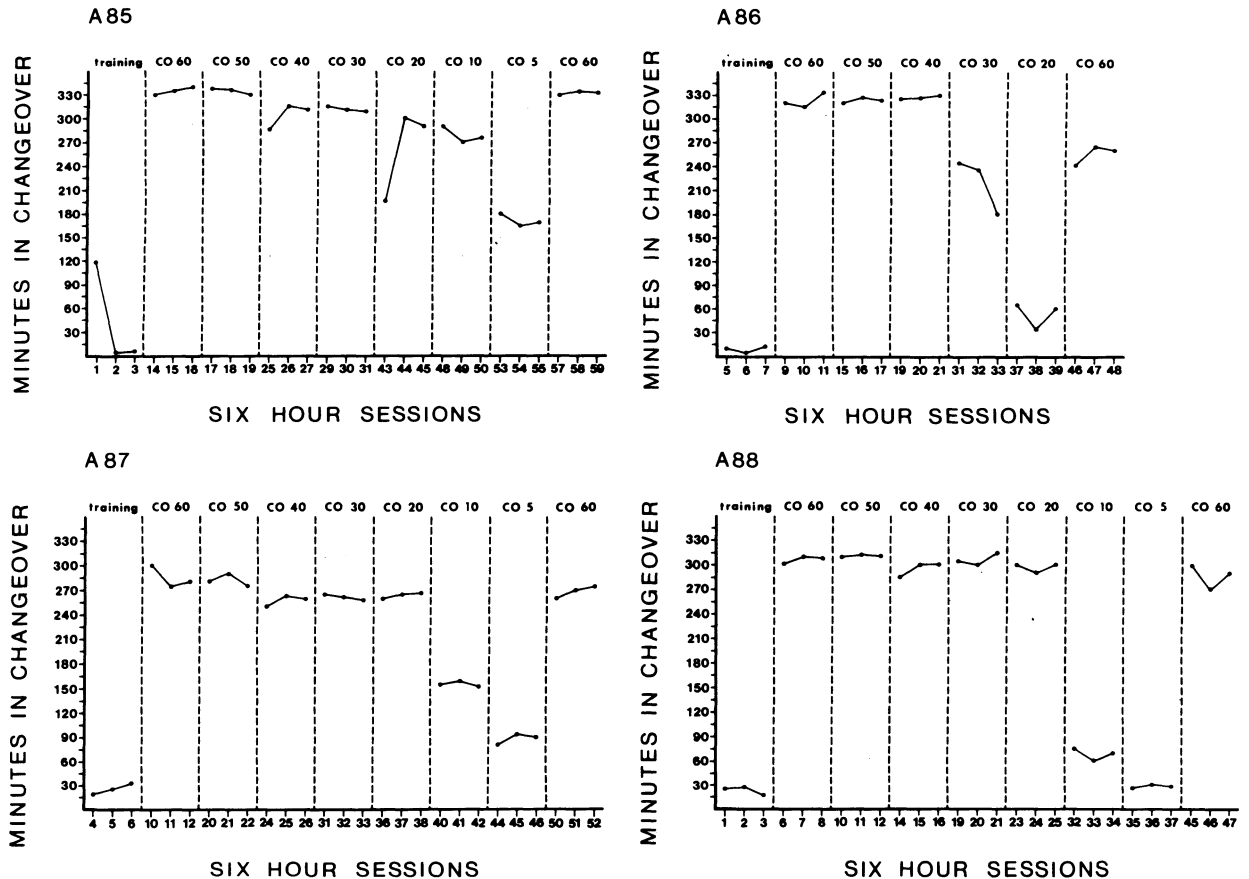 A85
training CO 60 CO 50 CO 40 CO 30 CO 20 CO 10 CO 5 CO 60
MINUTES IN CHANGEOVER
330
300
270
240
210
180
150
120
90
60
30
1 2 3 14 15 16 17 18 19 25 26 27 29 30 31 43 44 45 48 49 50 53 54 55 57 58 59
SIX HOUR SESSIONS
A86
training CO 60 CO 50 CO 40 CO 30 CO 20 CO 60
MINUTES IN CHANGEOVER
330
300
270
240
210
180
150
120
90
60
30
5 6 7 9 10 11 15 16 17 19 20 21 31 32 33 37 38 39 46 47 48
SIX HOUR SESSIONS
A87
training CO 60 CO 50 CO 40 CO 30 CO 20 CO 10 CO 5 CO 60
MINUTES IN CHANGEOVER
330
300
270
240
210
180
150
120
90
60
30
4 5 6 10 11 12 20 21 22 24 25 26 31 32 33 36 37 38 40 41 42 44 45 46 50 51 52
SIX HOUR SESSIONS
A88
training CO 60 CO 50 CO 40 CO 30 CO 20 CO 10 CO 5 CO 60
MINUTES IN CHANGEOVER
330
300
270
240
210
180
150
120
90
60
30
1 2 3 6 7 8 10 11 12 14 15 16 19 20 21 23 24 25 32 33 34 35 36 37 45 46 47
SIX HOUR SESSIONS